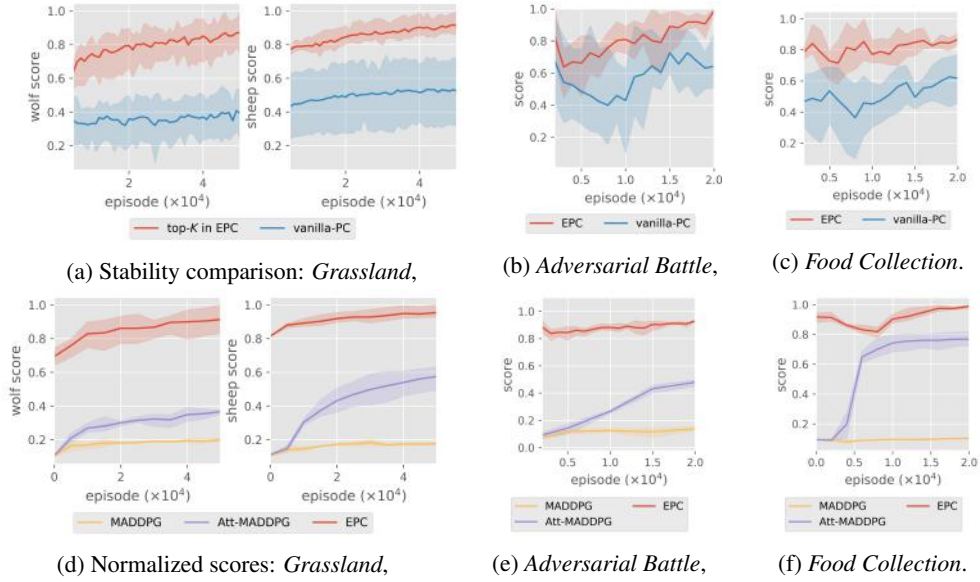 1.0
0.8
0.6
0.4
0.2
wolf score
2
4
episode (×10⁴)
1.0
0.8
0.6
0.4
0.2
sheep score
2
4
episode (×10⁴)
top-K in EPC vanilla-PC
(a) Stability comparison: Grassland,
1.0
0.8
0.6
0.4
0.2
score
0.5 1.0 1.5 2.0
episode (×10⁴)
EPC vanilla-PC
(b) Adversarial Battle,
1.0
0.8
0.6
0.4
0.2
score
0.5 1.0 1.5 2.0
episode (×10⁴)
EPC vanilla-PC
(c) Food Collection.
1.0
0.8
0.6
0.4
0.2
wolf score
0 2 4
episode (×10⁴)
1.0
0.8
0.6
0.4
0.2
sheep score
0 2 4
episode (×10⁴)
MADDPG Att-MADDPG EPC
(d) Normalized scores: Grassland,
1.0
0.8
0.6
0.4
0.2
0.0
score
0.5 1.0 1.5 2.0
episode (×10⁴)
MADDPG EPC
Att-MADDPG
(e) Adversarial Battle,
1.0
0.8
0.6
0.4
0.2
score
0.0 0.5 1.0 1.5 2.0
episode (×10⁴)
MADDPG EPC
Att-MADDPG
(f) Food Collection.